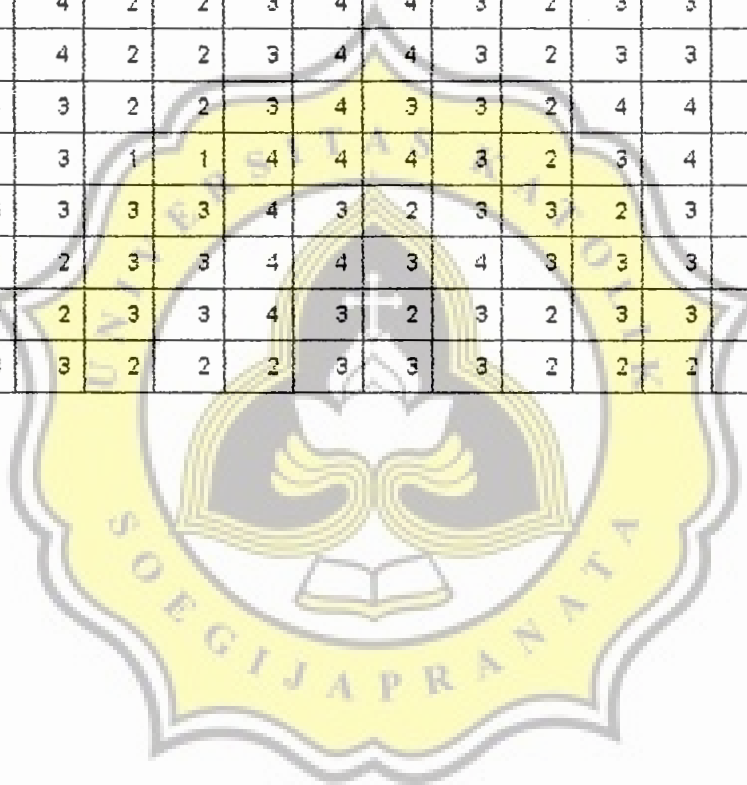 4 2 2 3 4 4 3 2 3 3
4 2 2 3 4 4 3 2 3 3
3 2 2 3 4 3 3 2 4 4
3 1 1 4 4 4 3 2 3 4
3 3 3 4 3 2 3 3 2 3
2 3 3 4 4 3 4 3 3 3
2 3 3 4 3 2 3 2 3 3
3 2 2 2 3 3 3 2 2 2
UNIVERSITAS KATOLIK
SOEGIJAPRANATA